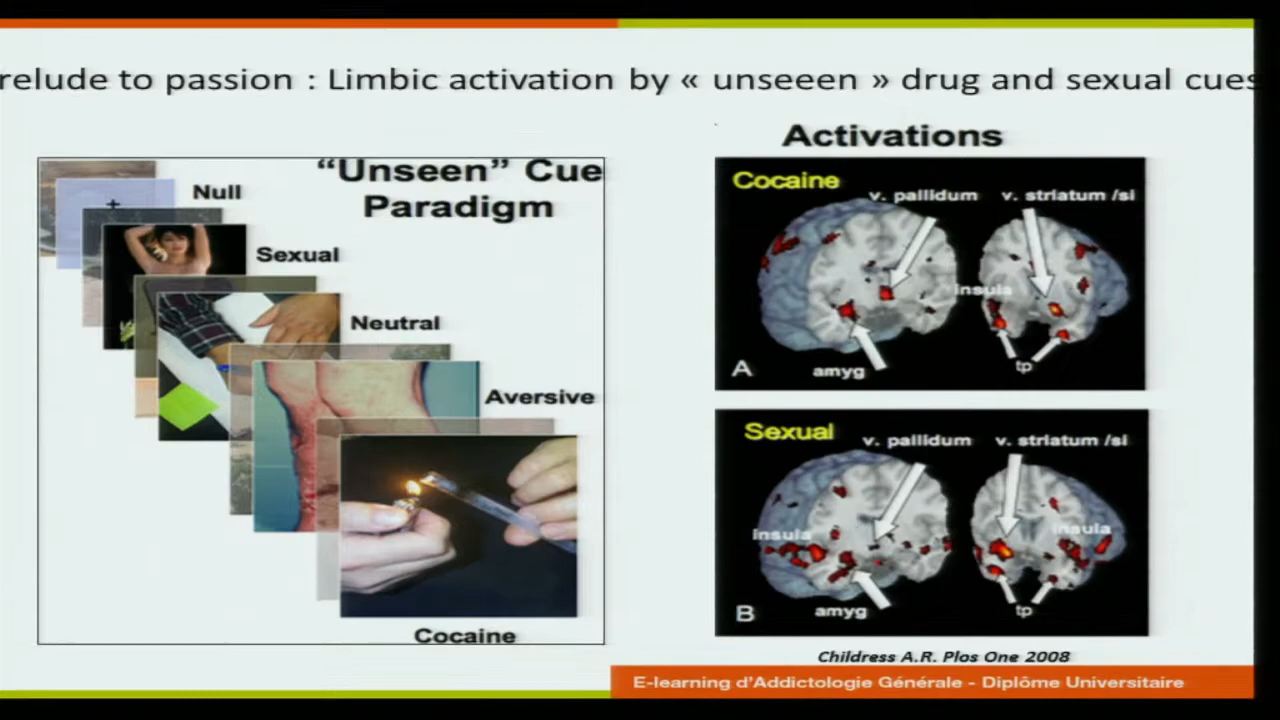 relude to passion : Limbic activation by « unseeen » drug and sexual cues
“Unseen” Cue
Paradigm
Null
Sexual
Neutral
Aversive
Cocaine
Activations
Cocaine
v. pallidum
v. striatum /si
insula
A
amyg
tp
Sexual
v. pallidum
v. striatum /si
insula
insula
B
amyg
tp
Childress A.R. Plos One 2008
E-learning d’Addictologie Générale - Diplôme Universitaire